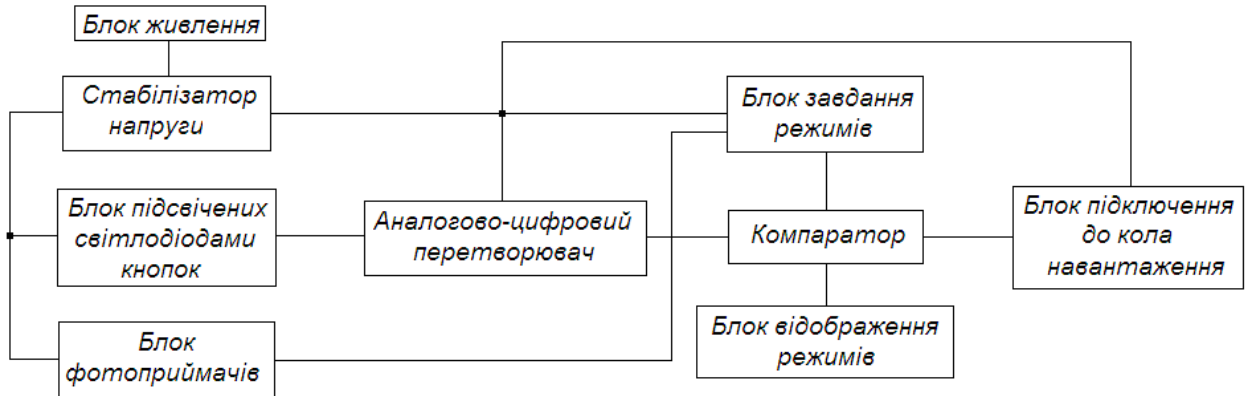 Блок живлення
Стабілізатор
напруги
Блок завдання
режимів
Блок підсвічених
світлодіодами
кнопок
Аналогово-цифровий
перетворювач
Компаратор
Блок підключення
до кола
навантаження
Блок
фотоприймачів
Блок відображення
режимів